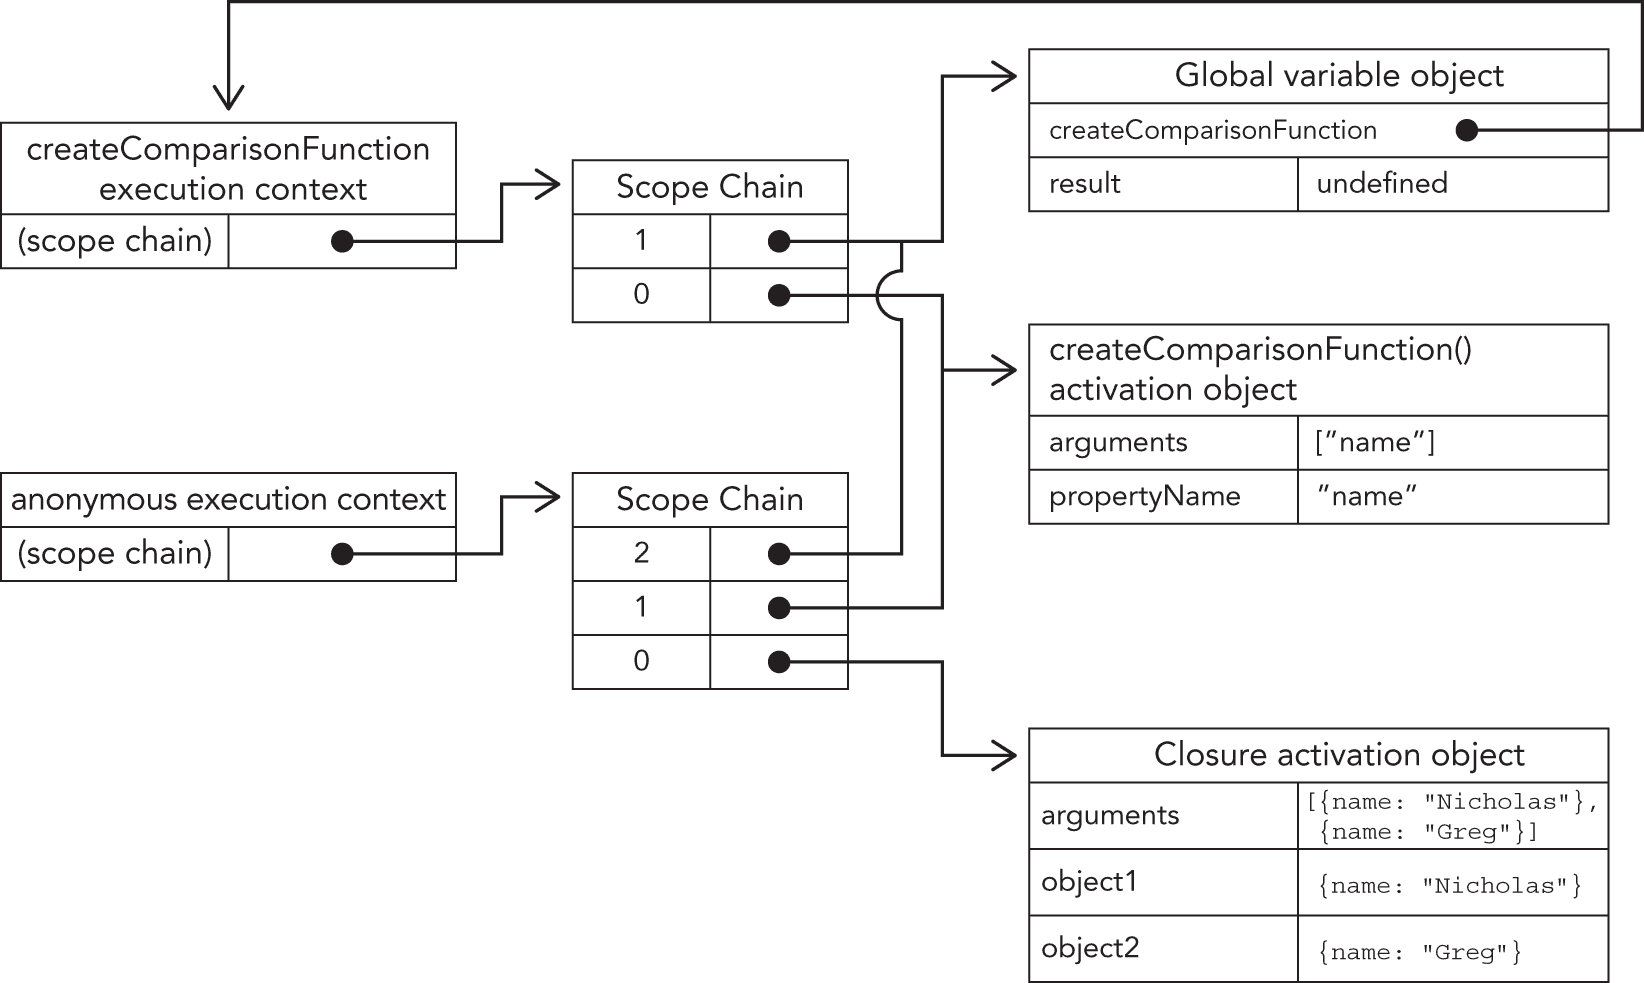 Global variable object
createComparisonFunction
result undefined
createComparisonFunction
execution context
(scope chain)
Scope Chain
1
0
createComparisonFunction()
activation object
arguments [”name”]
propertyName ”name”
anonymous execution context
(scope chain)
Scope Chain
2
1
0
Closure activation object
arguments [{name: "Nicholas"},
{name: "Greg"}]
object1 {name: "Nicholas"}
object2 {name: "Greg"}